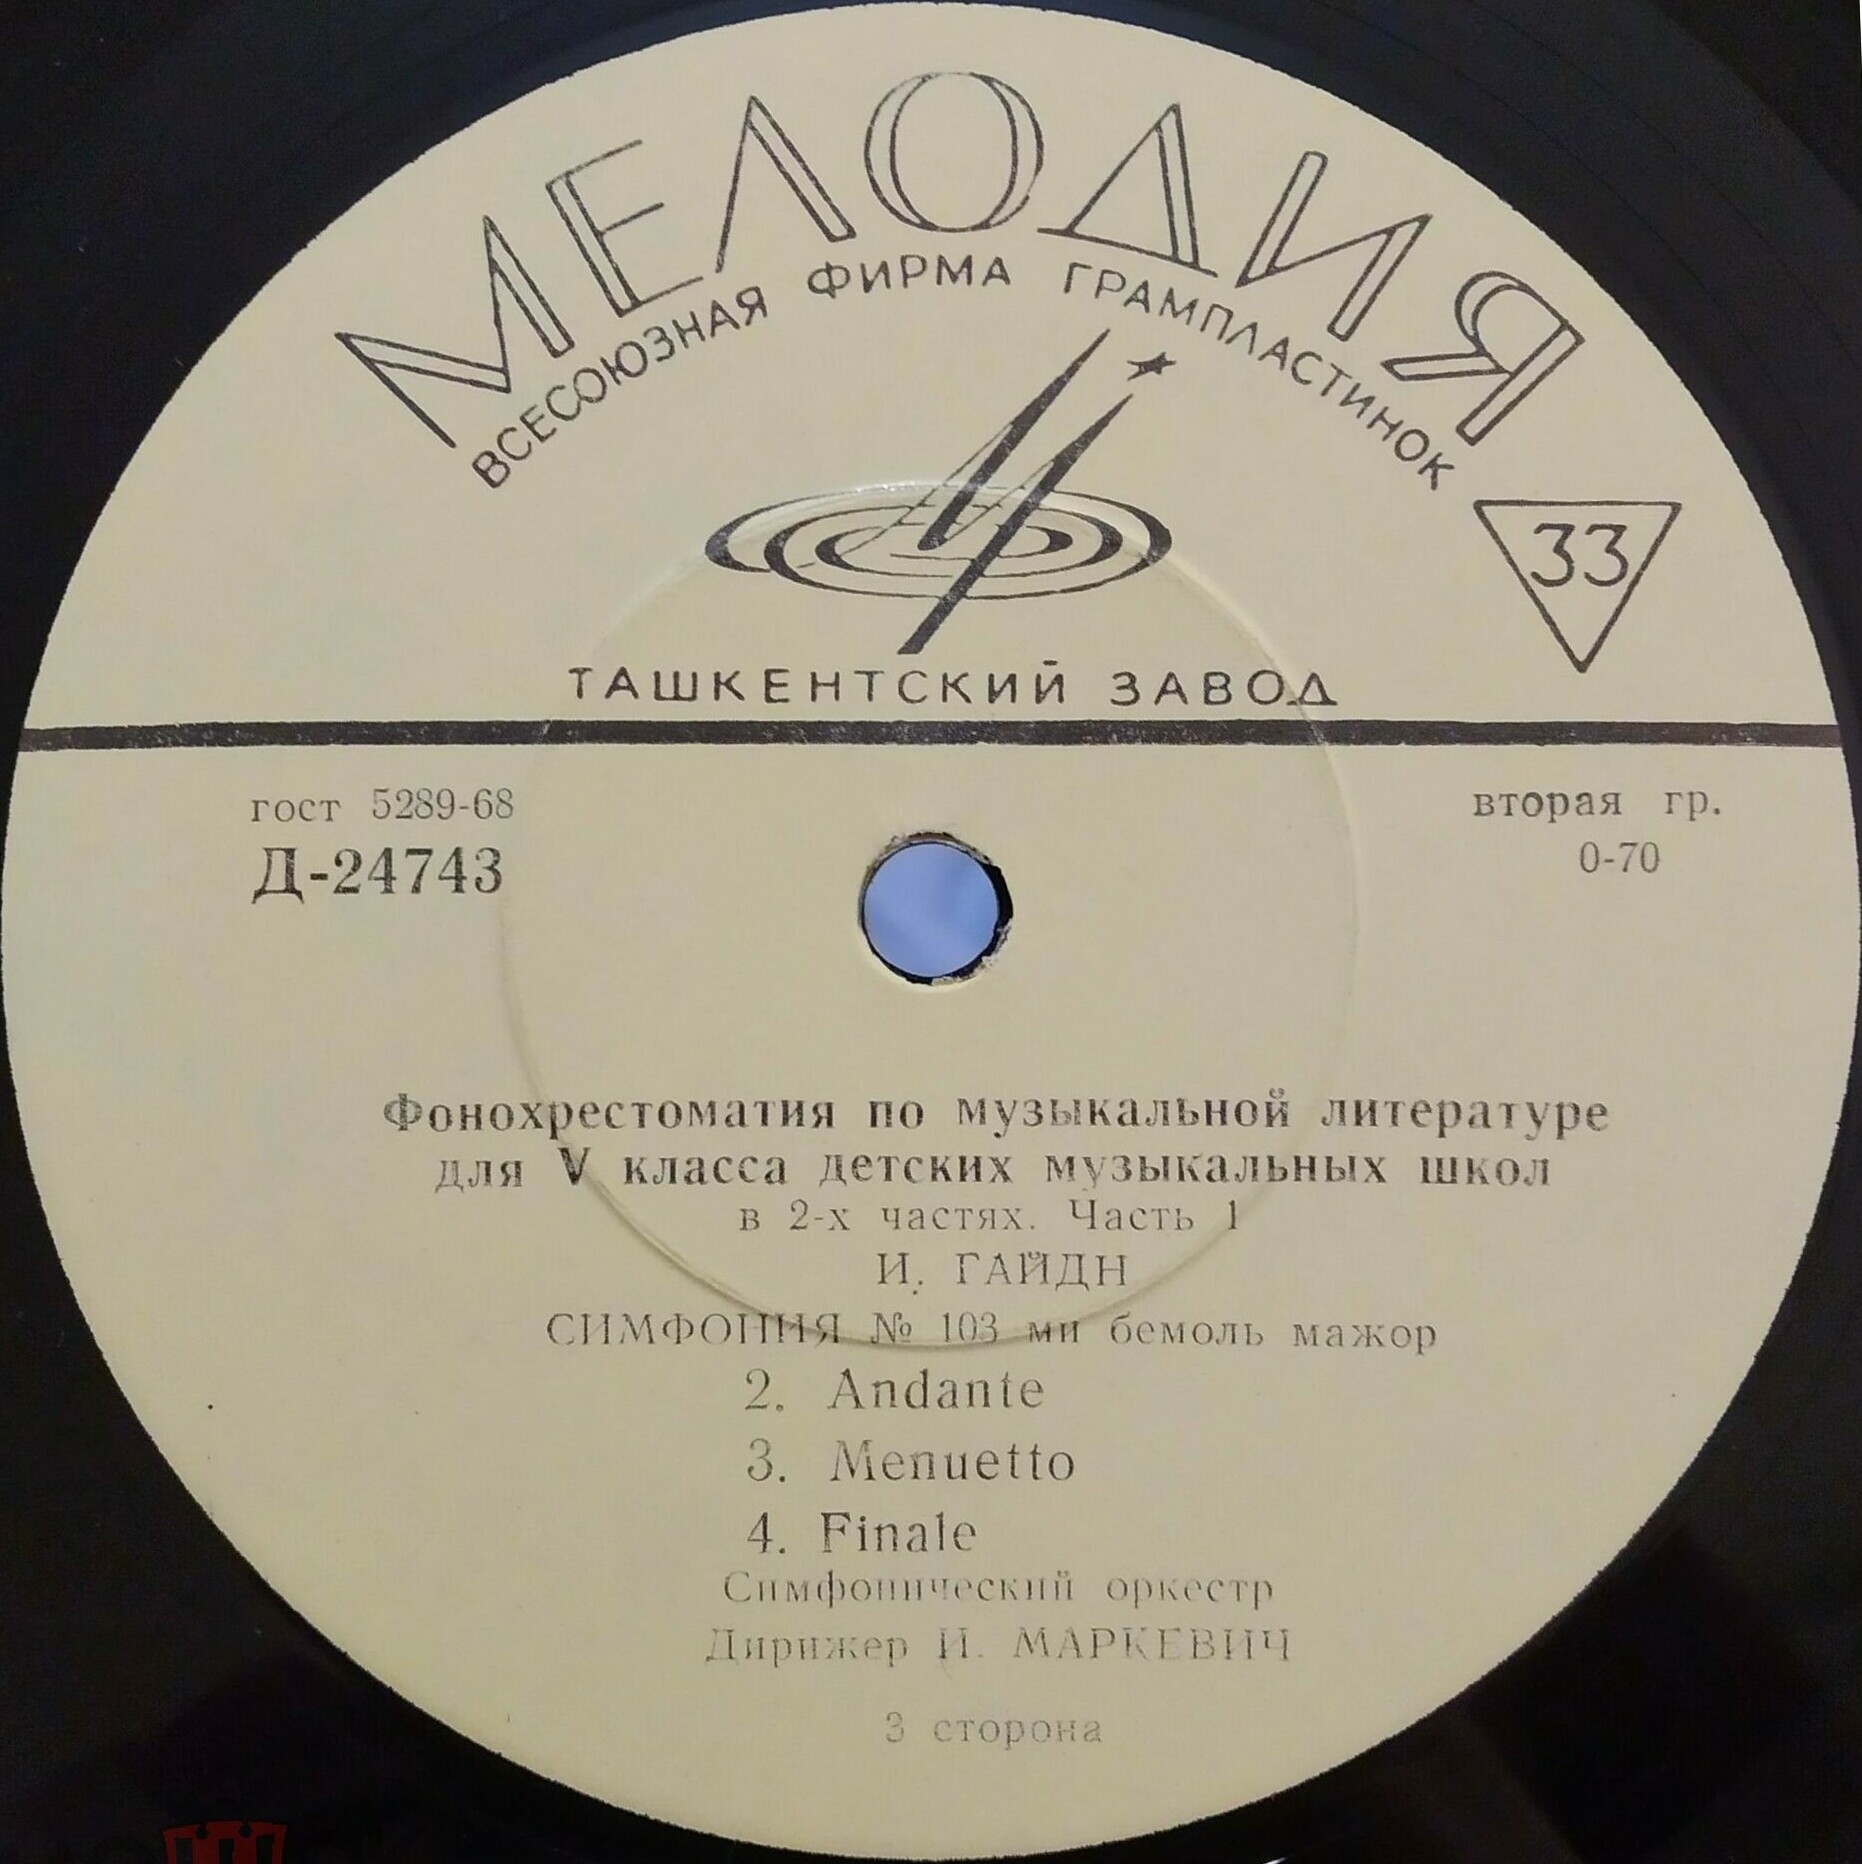 МЕЛОДИЯ
ВСЕСОЮЗНАЯ ФИРМА ГРАМПЛАСТИНОК
33
ТАШКЕНТСКИЙ ЗАВОД
гост 5289-68
вторая гр.
Д-24743
0-70
Фонохрестоматия по музыкальной литературе
для V класса детских музыкальных школ
в 2-х частях. Часть 1
И. ГАЙДН
СИМФОНИЯ № 103 ми бемоль мажор
2. Andante
3. Menuetto
4. Finale
Симфонический оркестр
Дирижер И. МАРКЕВИЧ
3 сторона